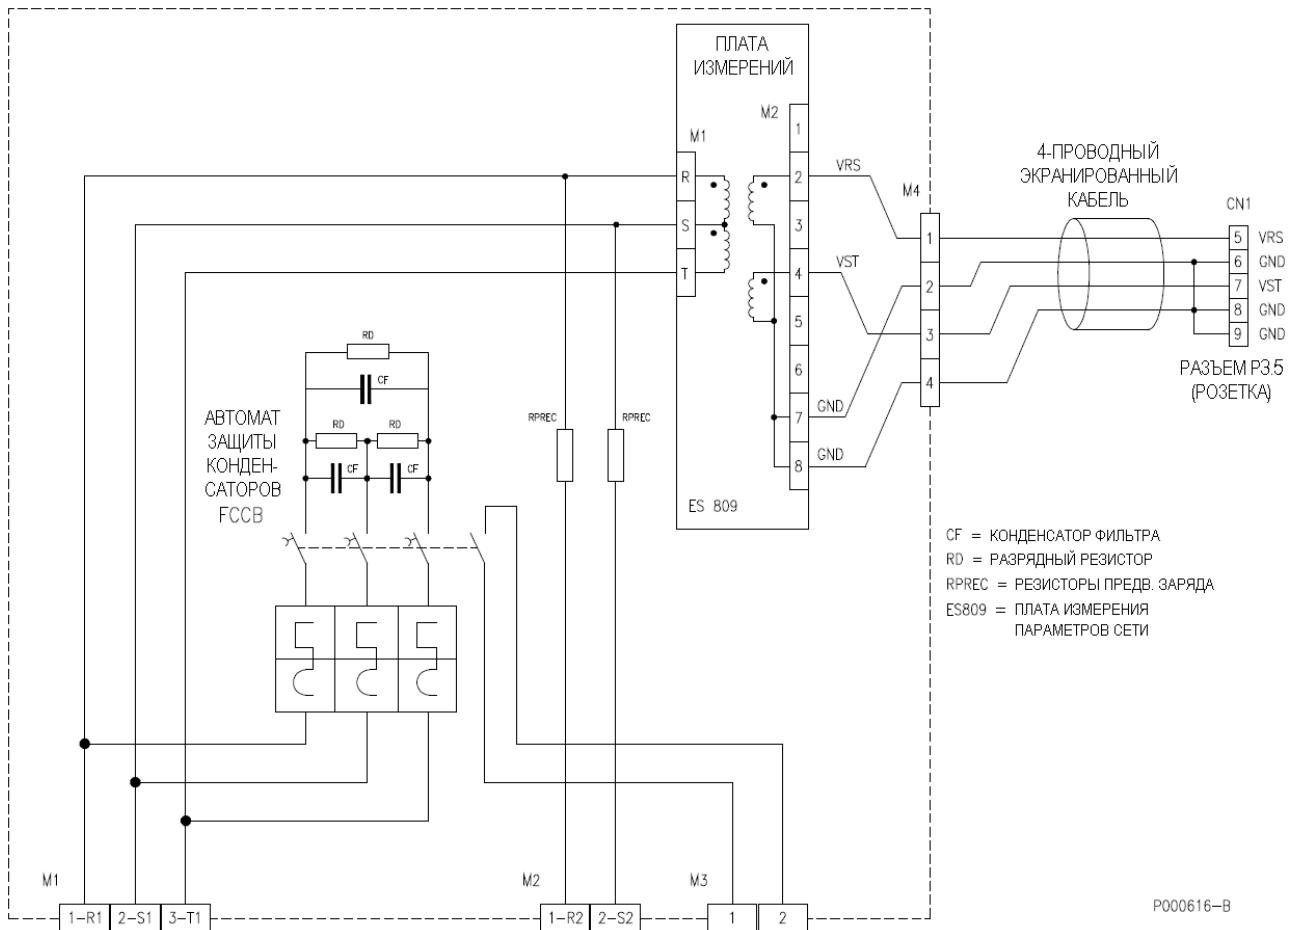 ПЛАТА
ИЗМЕРЕНИЙ
M2
M1
1
R
2
VRS
S
3
T
4
VST
5
6
7
GND
8
GND
ES 809
M4
1
2
3
4
4-ПРОВОДНЫЙ
ЭКРАНИРОВАННЫЙ
КАБЕЛЬ
CN1
5 VRS
6 GND
7 VST
8 GND
9 GND
РАЗЪЕМ РЗ.5
(РОЗЕТКА)
RD
CF
RD
RD
CF
CF
АВТОМАТ
ЗАЩИТЫ
КОНДЕН-
САТОРОВ
FCCB
RPREC
RPREC
CF = КОНДЕНСАТОР ФИЛЬТРА
RD = РАЗРЯДНЫЙ РЕЗИСТОР
RPREC = РЕЗИСТОРЫ ПРЕДВ. ЗАРЯДА
ES809 = ПЛАТА ИЗМЕРЕНИЯ
ПАРАМЕТРОВ СЕТИ
M1
1-R1
2-S1
3-T1
M2
1-R2
2-S2
M3
1
2
P000616-B